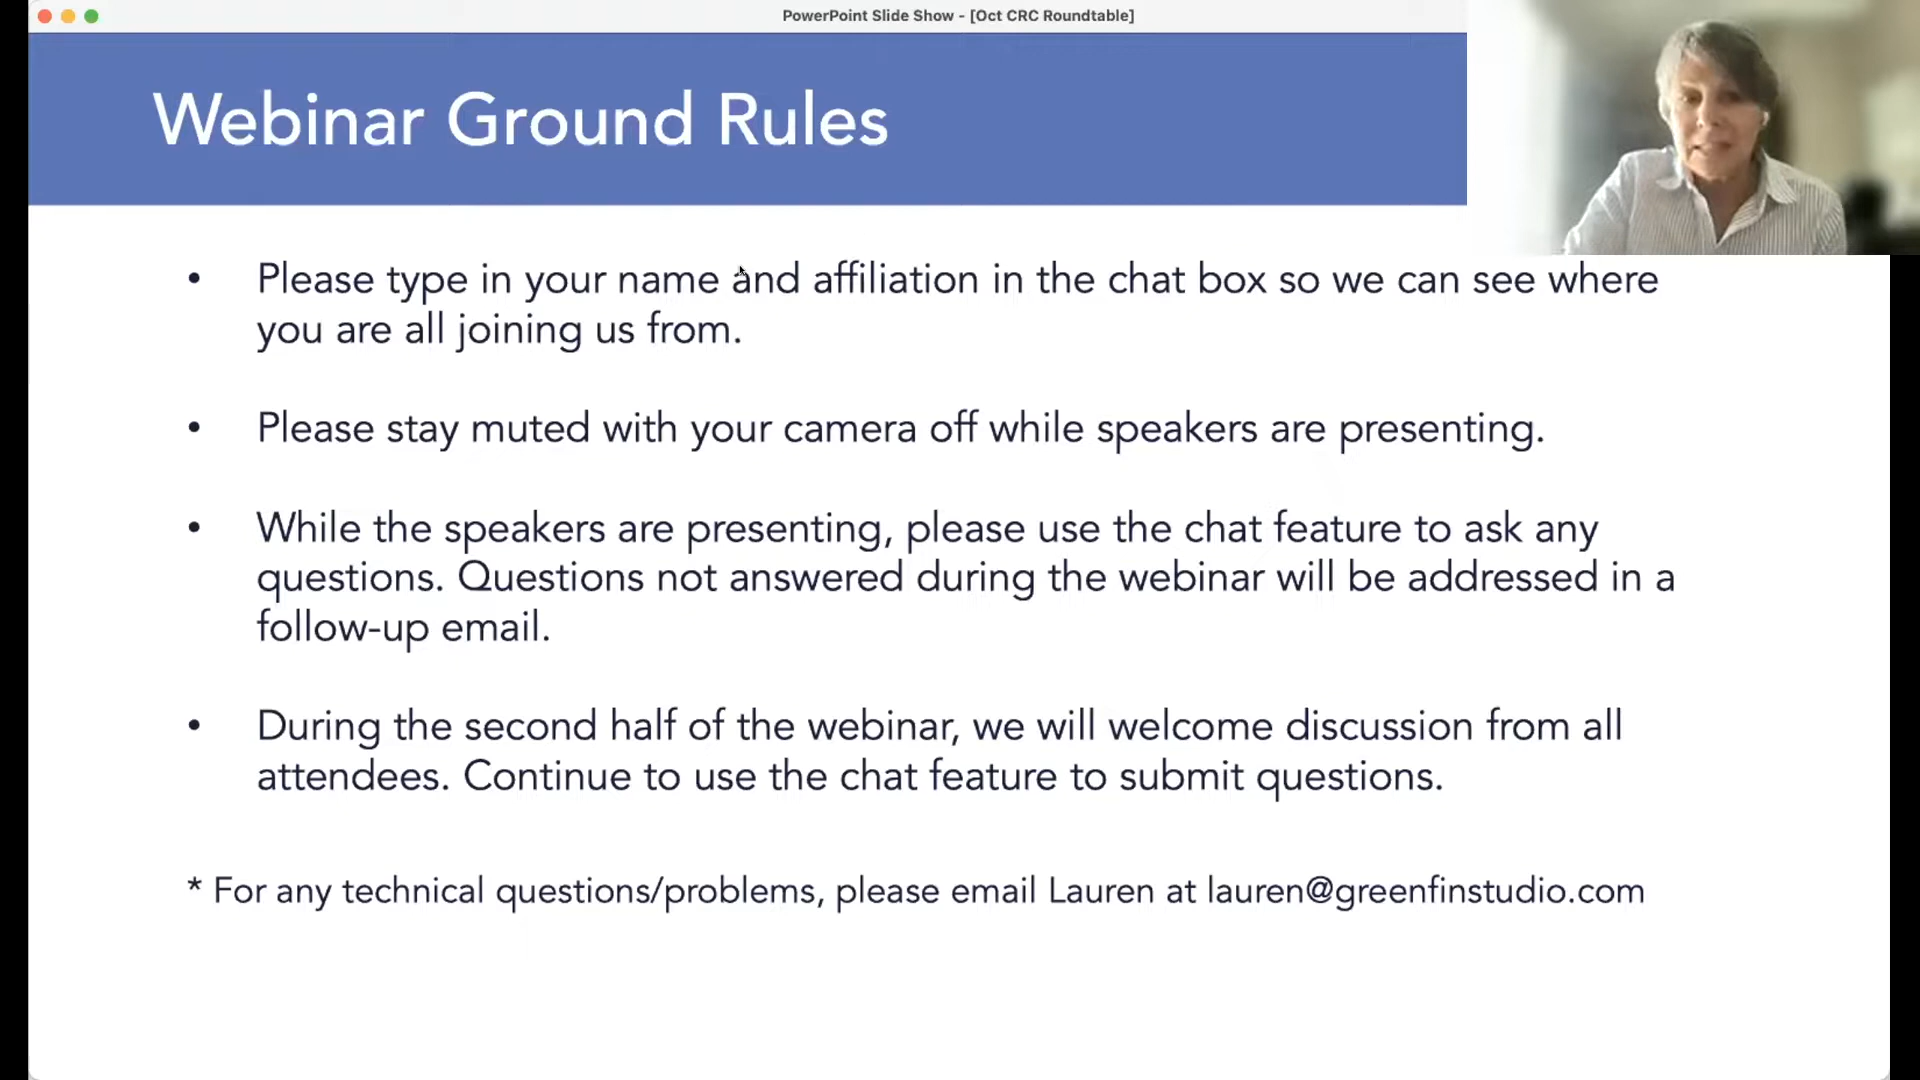 PowerPoint Slide Show - [Oct CRC Roundtable]
Webinar Ground Rules
• Please type in your name and affiliation in the chat box so we can see where
you are all joining us from.
• Please stay muted with your camera off while speakers are presenting.
• While the speakers are presenting, please use the chat feature to ask any
questions. Questions not answered during the webinar will be addressed in a
follow-up email.
• During the second half of the webinar, we will welcome discussion from all
attendees. Continue to use the chat feature to submit questions.
* For any technical questions/problems, please email Lauren at lauren@greenfinstudio.com